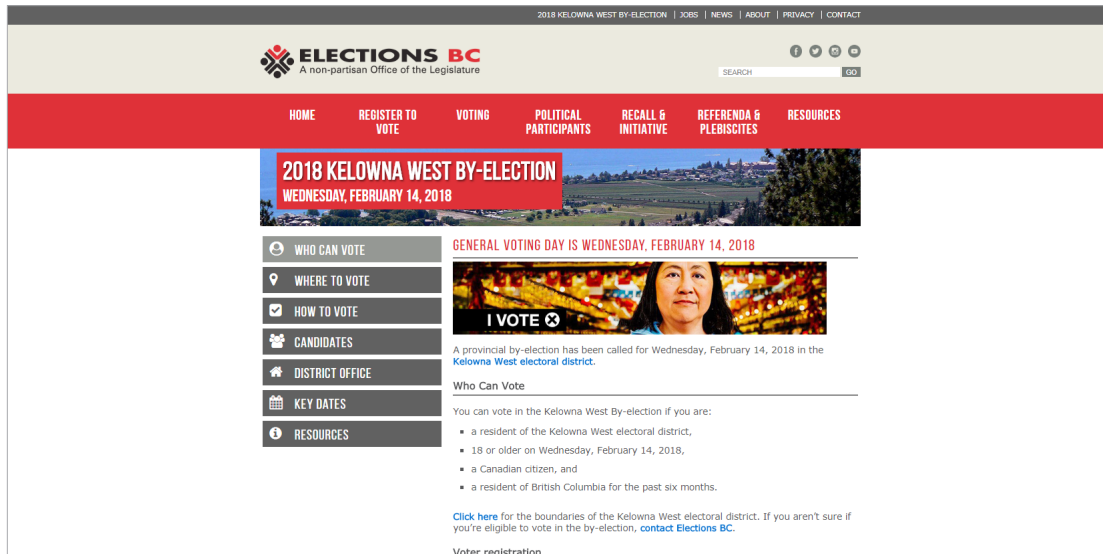 2018 KELOWNA WEST BY-ELECTION | JOBS | NEWS | ABOUT | PRIVACY | CONTACT
ELECTIONS BC
A non-partisan Office of the Legislature
SEARCH GO
HOME REGISTER TO VOTE VOTING POLITICAL PARTICIPANTS RECALL & INITIATIVE REFERENDA & PLEBISCITES RESOURCES
2018 KELOWNA WEST BY-ELECTION
WEDNESDAY, FEBRUARY 14, 2018
WHO CAN VOTE
WHERE TO VOTE
HOW TO VOTE
CANDIDATES
DISTRICT OFFICE
KEY DATES
RESOURCES
GENERAL VOTING DAY IS WEDNESDAY, FEBRUARY 14, 2018
I VOTE
A provincial by-election has been called for Wednesday, February 14, 2018 in the
Kelowna West electoral district.
Who Can Vote
You can vote in the Kelowna West By-election if you are:
▪ a resident of the Kelowna West electoral district,
▪ 18 or older on Wednesday, February 14, 2018,
▪ a Canadian citizen, and
▪ a resident of British Columbia for the past six months.
Click here for the boundaries of the Kelowna West electoral district. If you aren't sure if
you're eligible to vote in the by-election, contact Elections BC.
Voter registration